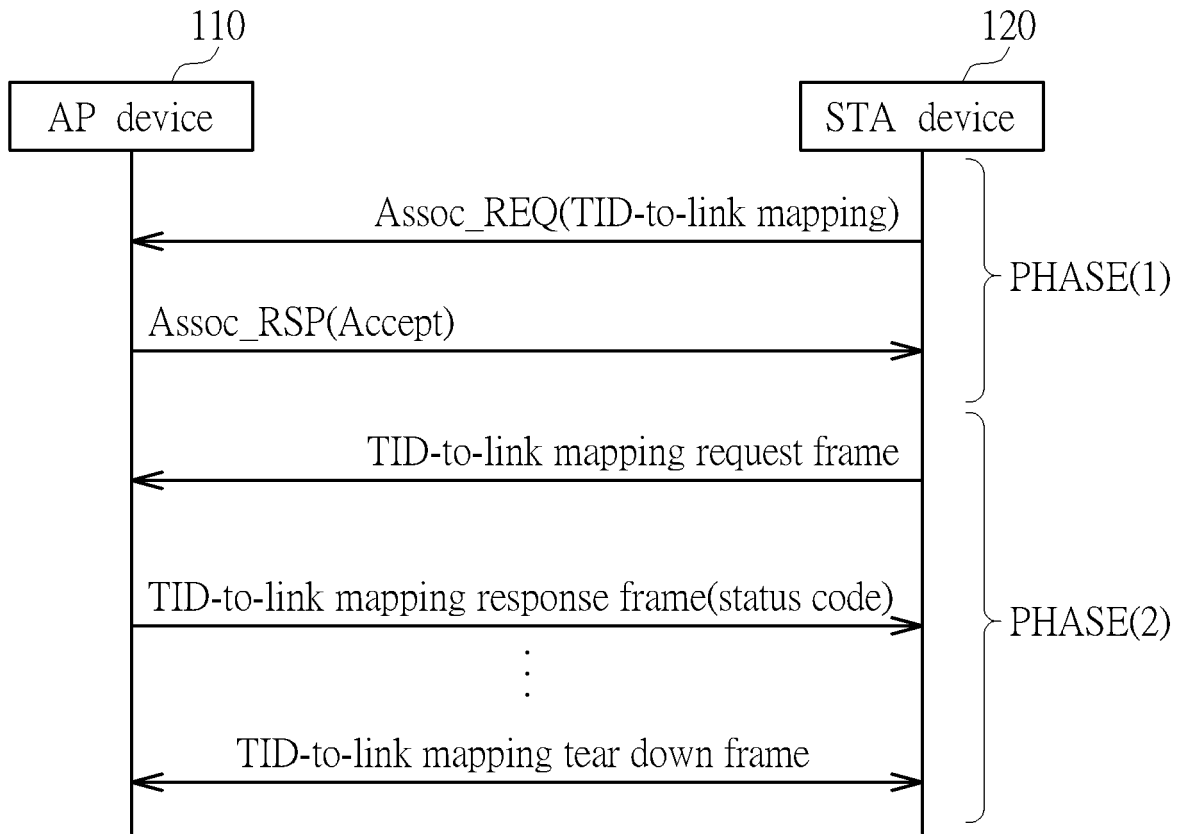 110
120
AP device
STA device
Assoc_REQ(TID-to-link mapping)
PHASE(1)
Assoc_RSP(Accept)
TID-to-link mapping request frame
TID-to-link mapping response frame(status code)
PHASE(2)
TID-to-link mapping tear down frame